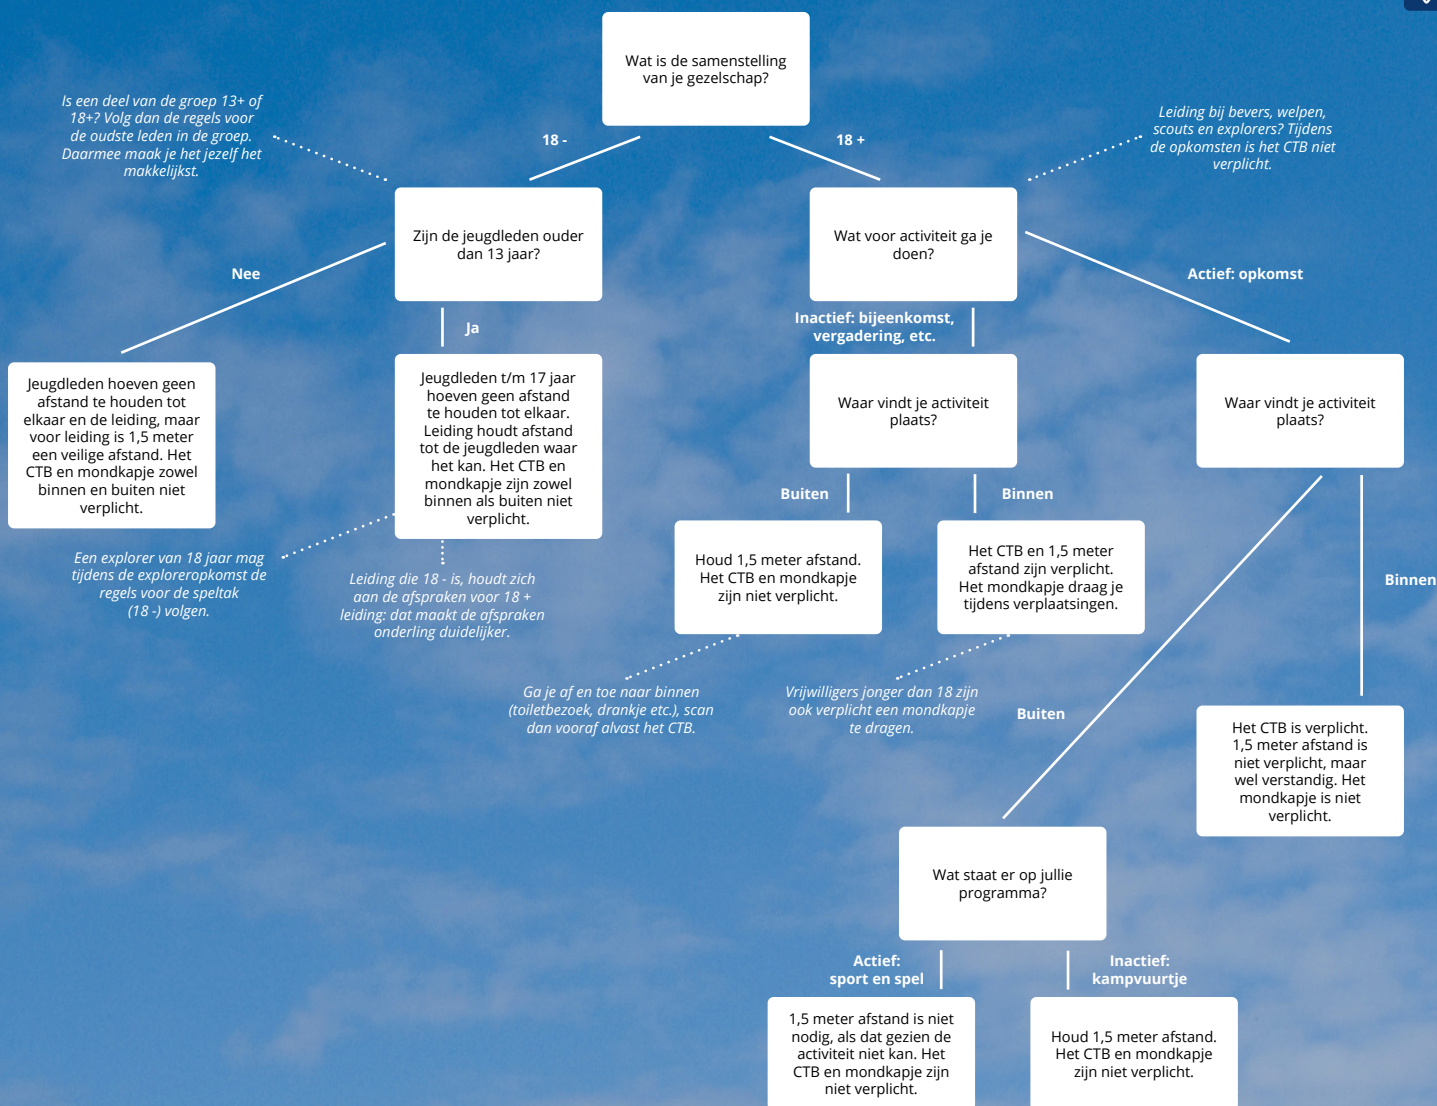 Wat is de samenstelling
van je gezelschap?
Is een deel van de groep 13+ of
18+? Volg dan de regels voor
de oudste leden in de groep.
Daarmee maak je het jezelf het
makkelijkst.
18 -
18 +
Leiding bij bevers, welpen,
scouts en explorers? Tijdens
de opkomsten is het CTB niet
verplicht.
Zijn de jeugdleden ouder
dan 13 jaar?
Wat voor activiteit ga je
doen?
Nee
Ja
Inactief: bijeenkomst,
vergadering, etc.
Actief: opkomst
Jeugdleden hoeven geen
afstand te houden tot
elkaar en de leiding, maar
voor leiding is 1,5 meter
een veilige afstand. Het
CTB en mondkapje zowel
binnen en buiten niet
verplicht.
Jeugdleden t/m 17 jaar
hoeven geen afstand
te houden tot elkaar.
Leiding houdt afstand
tot de jeugdleden waar
het kan. Het CTB en
mondkapje zijn zowel
binnen als buiten niet
verplicht.
Waar vindt je activiteit
plaats?
Waar vindt je activiteit
plaats?
Buiten
Binnen
Houd 1,5 meter afstand.
Het CTB en mondkapje
zijn niet verplicht.
Het CTB en 1,5 meter
afstand zijn verplicht.
Het mondkapje draag je
tijdens verplaatsingen.
Een explorer van 18 jaar mag
tijdens de exploreropkomst de
regels voor de speltak
(18 -) volgen.
Leiding die 18 - is, houdt zich
aan de afspraken voor 18 +
leiding: dat maakt de afspraken
onderling duidelijker.
Binnen
Ga je af en toe naar binnen
(toiletbezoek, drankje etc.), scan
dan vooraf alvast het CTB.
Vrijwilligers jonger dan 18 zijn
ook verplicht een mondkapje
te dragen.
Buiten
Het CTB is verplicht.
1,5 meter afstand is
niet verplicht, maar
wel verstandig. Het
mondkapje is niet
verplicht.
Wat staat er op jullie
programma?
Actief:
sport en spel
Inactief:
kampvuurtje
1,5 meter afstand is niet
nodig, als dat gezien de
activiteit niet kan. Het
CTB en mondkapje zijn
niet verplicht.
Houd 1,5 meter afstand.
Het CTB en mondkapje
zijn niet verplicht.